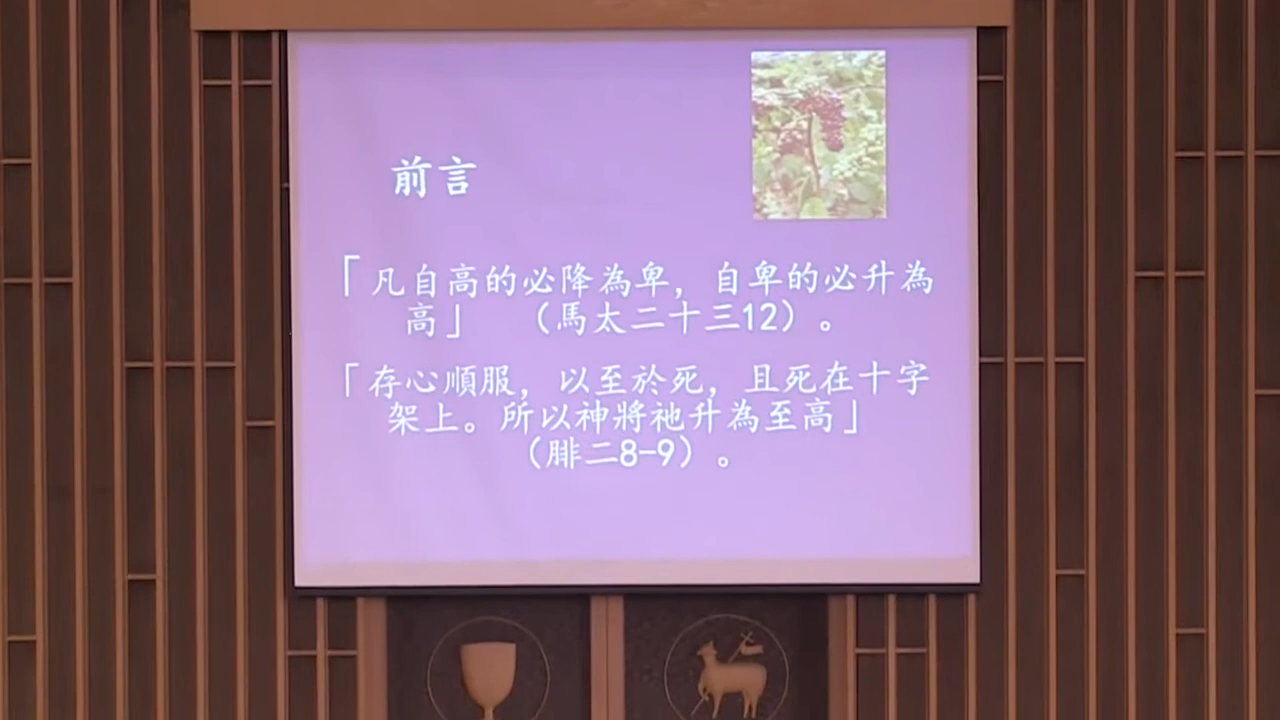 前言
「凡自高的必降為卑，自卑的必升為
高」　（馬太二十三12）。
「存心順服，以至於死，且死在十字
架上。所以神將祂升為至高」
（腓二8-9）。